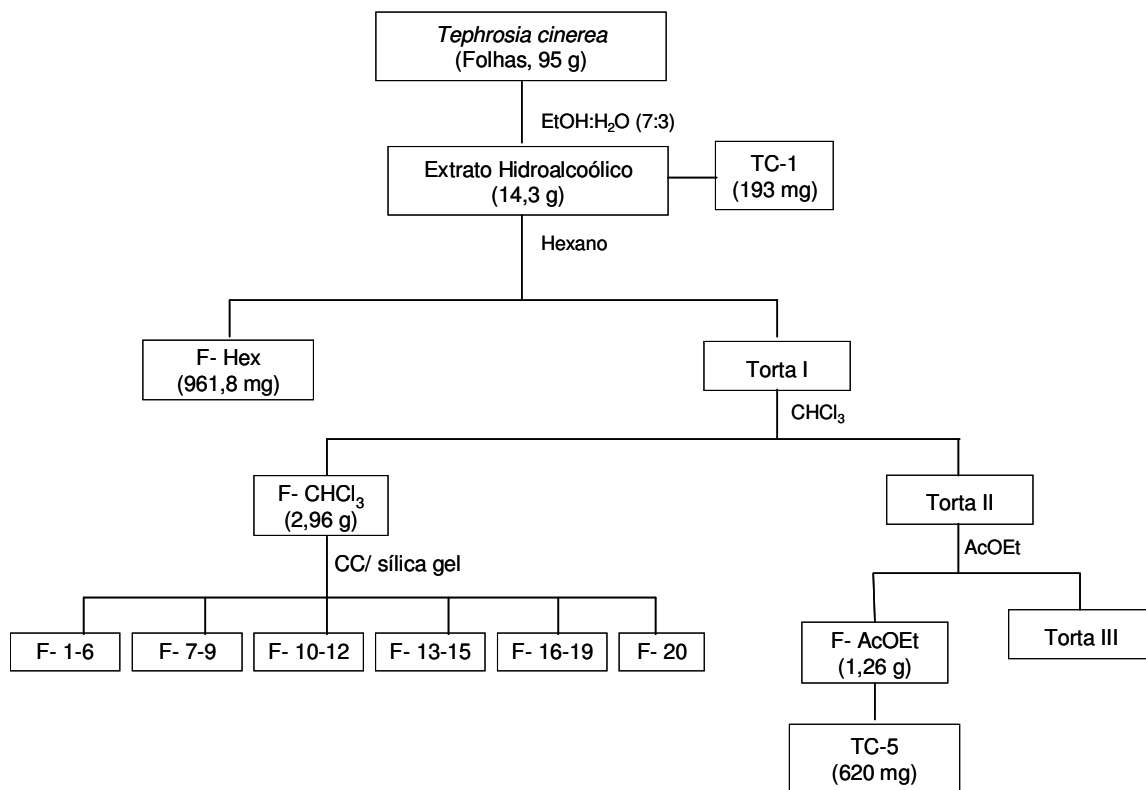 Tephrosia cinerea
(Folhas, 95 g)
EtOH:H₂O (7:3)
Extrato Hidroalcoólico
(14,3 g)
TC-1
(193 mg)
Hexano
F- Hex
(961,8 mg)
Torta I
CHCl₃
F- CHCl₃
(2,96 g)
Torta II
CC/ sílica gel
AcOEt
F- 1-6
F- 7-9
F- 10-12
F- 13-15
F- 16-19
F- 20
F- AcOEt
(1,26 g)
Torta III
TC-5
(620 mg)